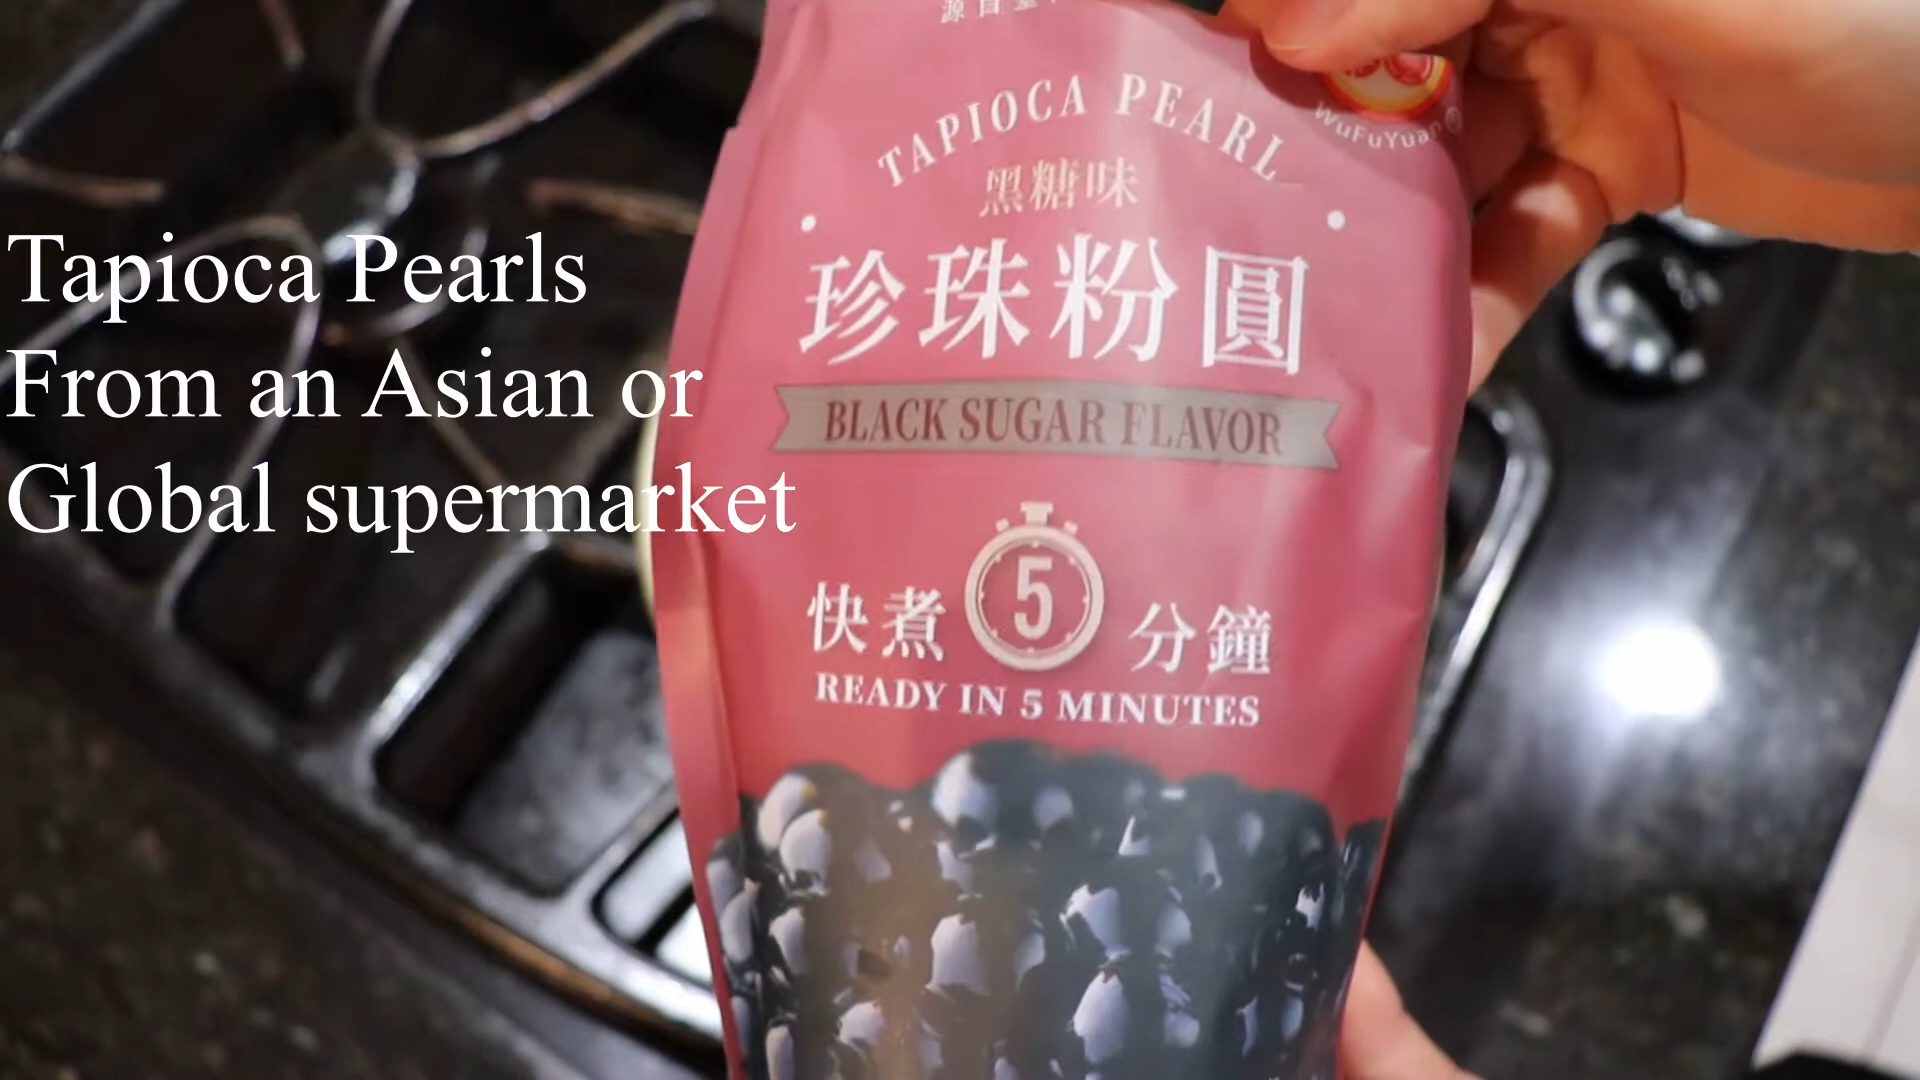 TAPIOCA PEARL
WuFuYuan
黑糖味
珍珠粉圓
BLACK SUGAR FLAVOR
Tapioca Pearls
From an Asian or
Global supermarket
快煮 5 分鐘
READY IN 5 MINUTES